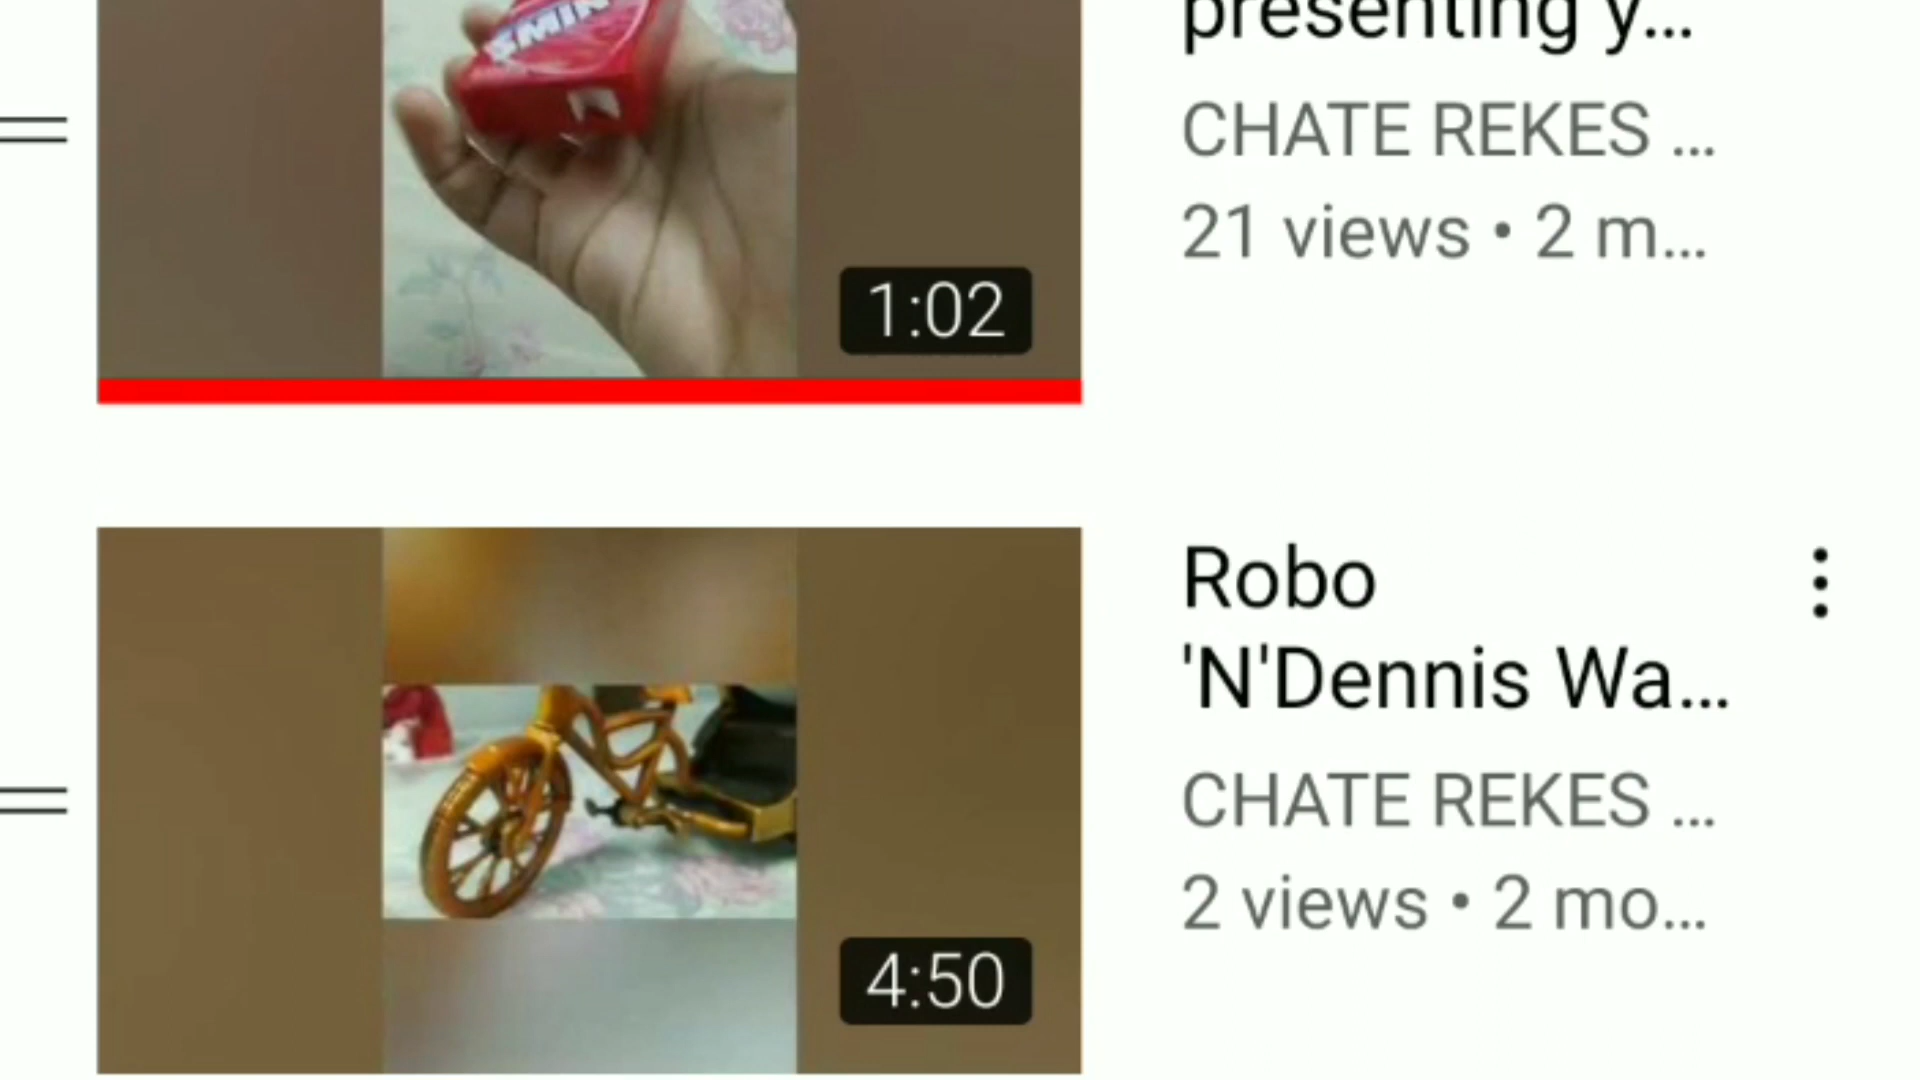 presenting y...
CHATE REKES ...
21 views • 2 m...
1:02
Robo
'N'Dennis Wa...
CHATE REKES ...
2 views • 2 mo...
4:50